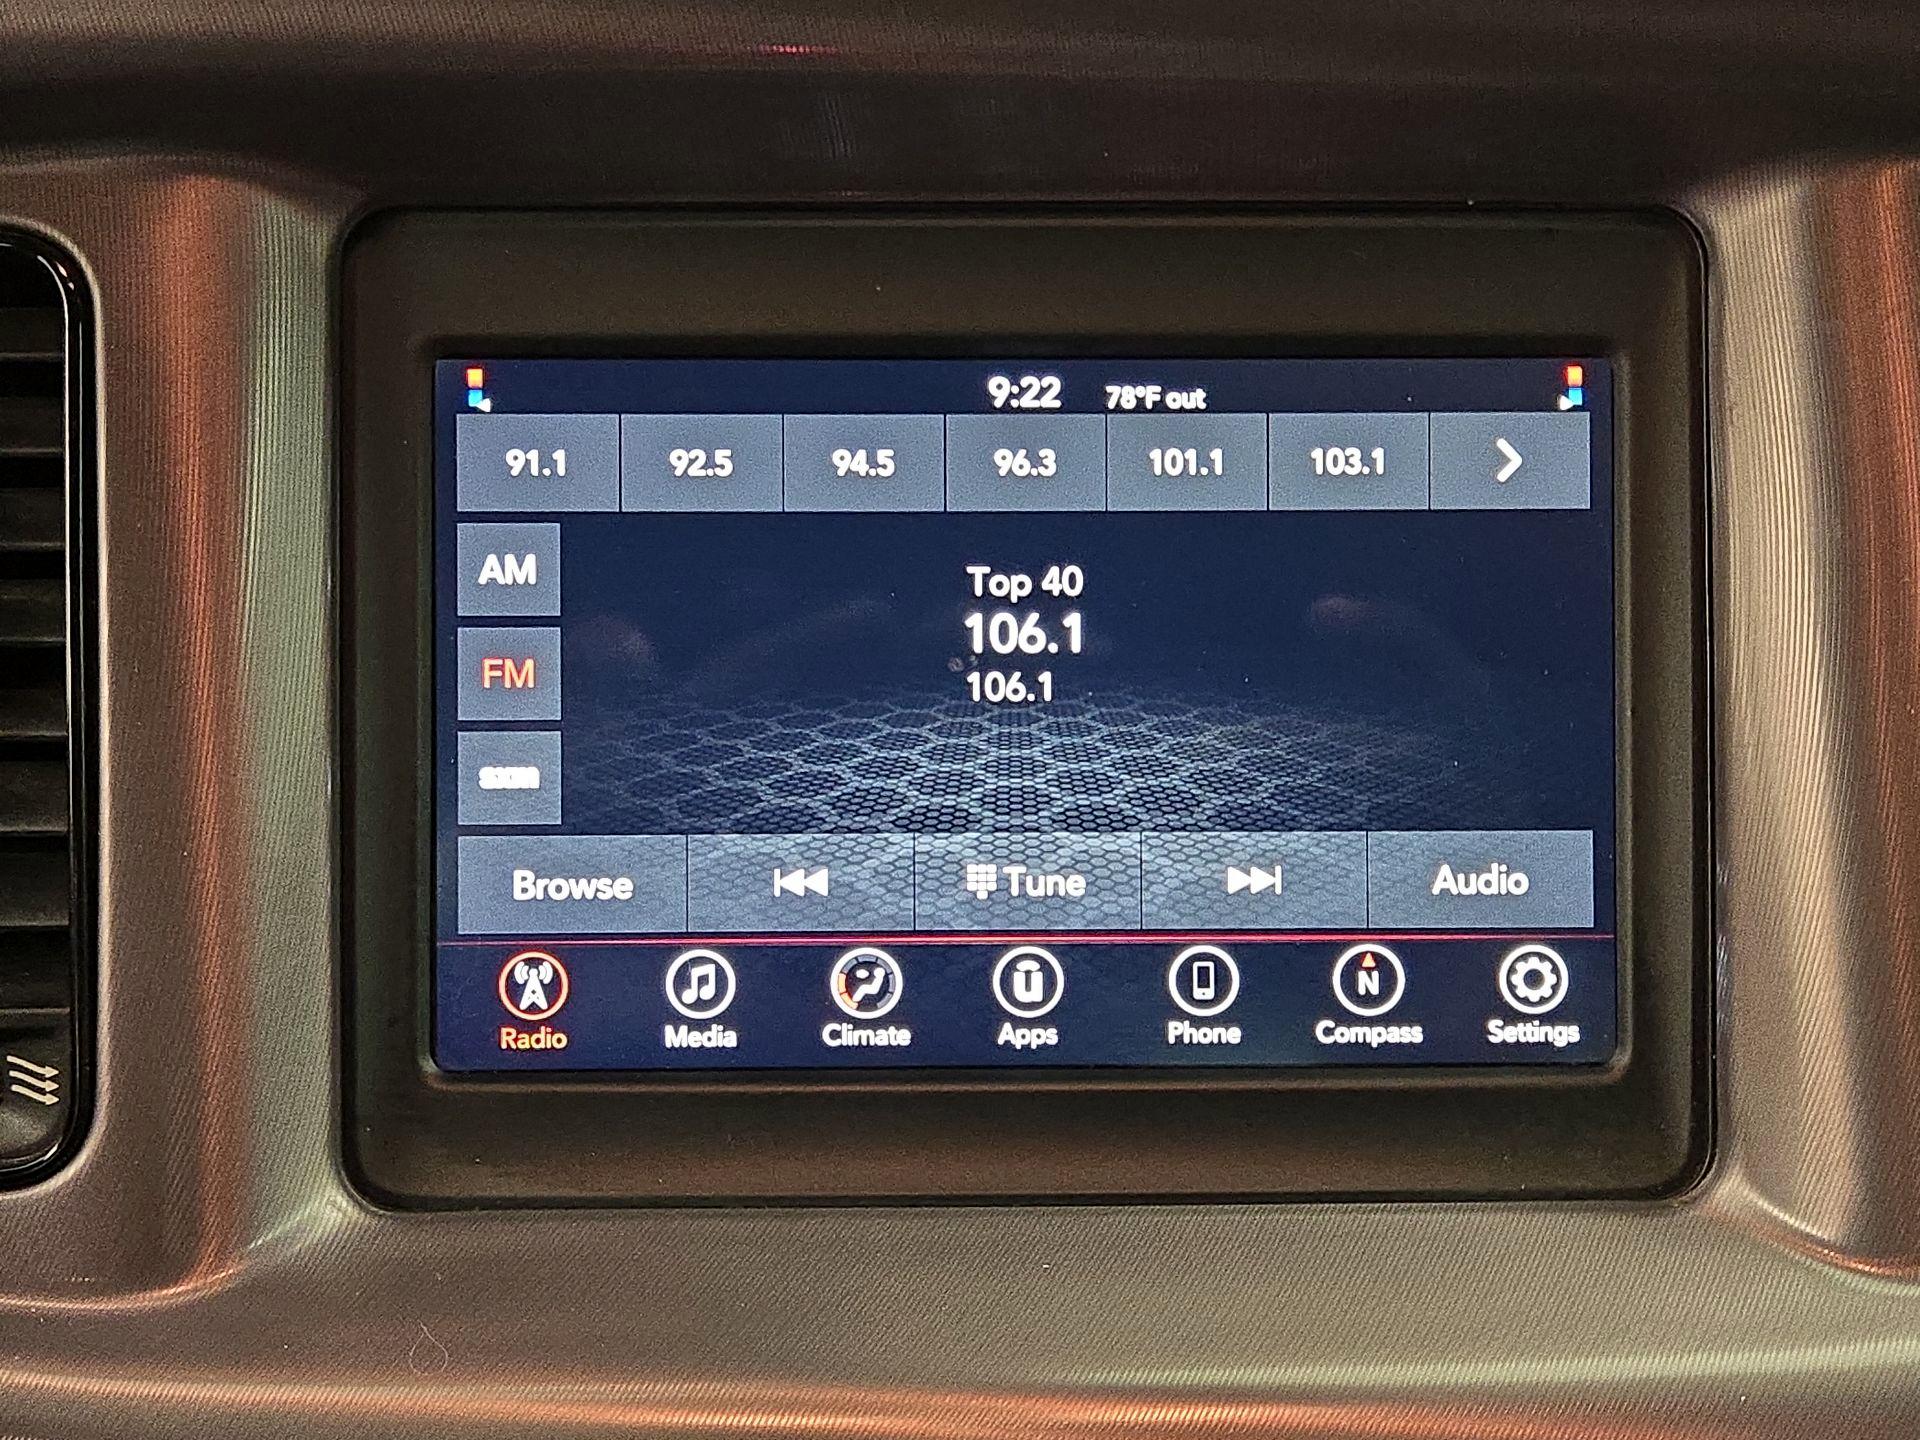 9:22 78°F out
91.1 92.5 94.5 96.3 101.1 103.1
AM
Top 40
106.1
FM
106.1
sxm
Browse Tune Audio
Radio Media Climate u Apps Phone N Compass Settings